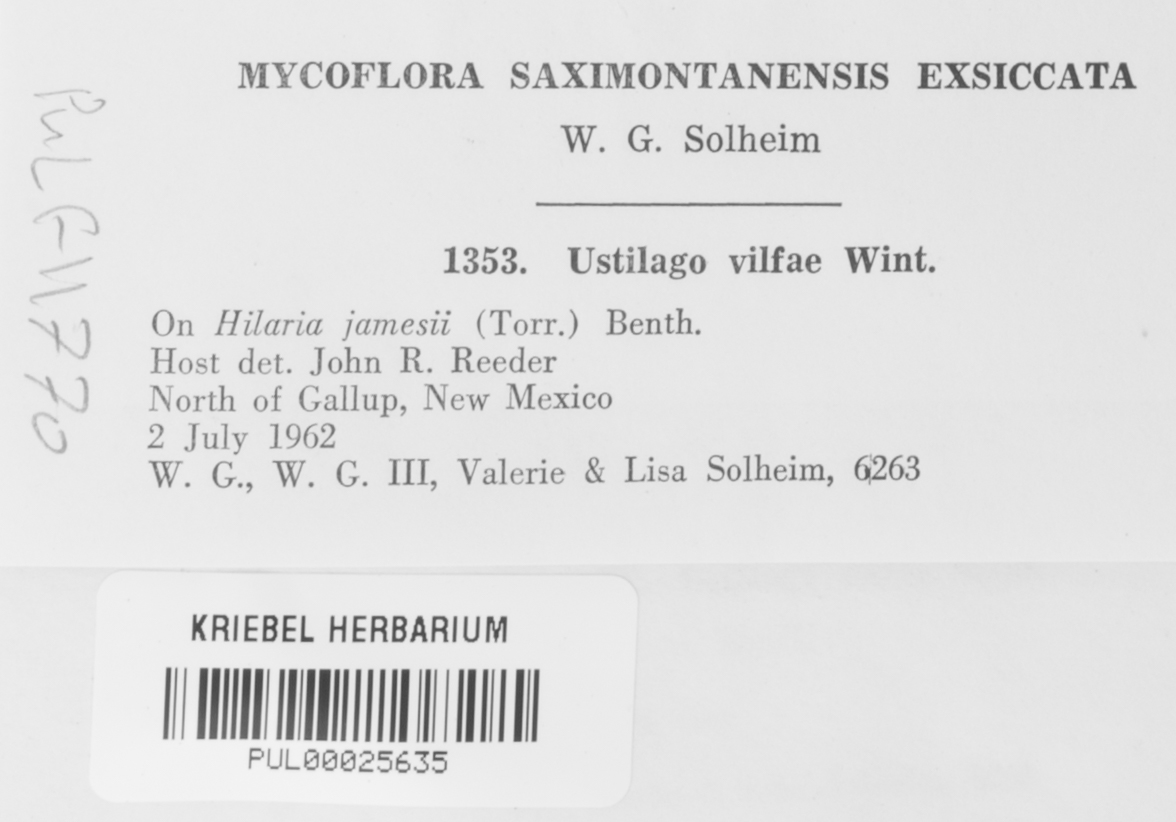 MYCOFLORA SAXIMONTANENSIS EXSICCATA
W. G. Solheim
1353. Ustilago vilfae Wint.
On Hilaria jamesii (Torr.) Benth.
Host det. John R. Reeder
North of Gallup, New Mexico
2 July 1962
W. G., W. G. III, Valerie & Lisa Solheim, 6263
PUL F-11770
KRIEBEL HERBARIUM
PUL00025635